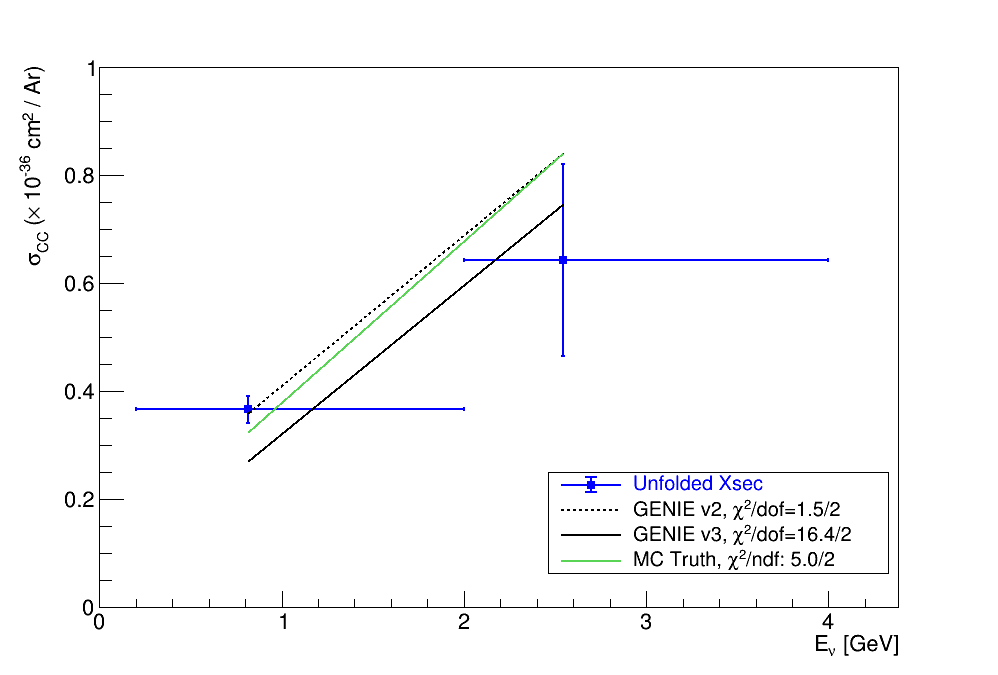 σCC (× 10-36 cm2 / Ar)
1
0.8
0.6
0.4
0.2
0
0 1 2 3 4
Eν [GeV]
Unfolded Xsec
GENIE v2, χ2/dof=1.5/2
GENIE v3, χ2/dof=16.4/2
MC Truth, χ2/ndf: 5.0/2